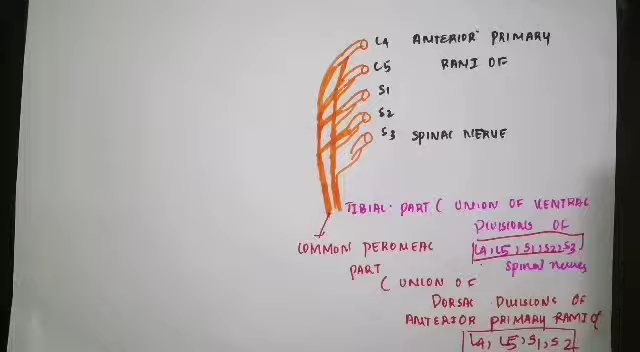 L4 ANTERIOR PRIMARY
L5 RAMI OF
S1
S2
S3 SPINAL NERVE
TIBIAL PART ( UNION OF VENTRAL
DIVISIONS OF
L4, L5, S1, S2, S3
spinal nerves
COMMON PERONEAL
PART
( UNION OF
DORSAL DIVISIONS OF
ANTERIOR PRIMARY RAMI of
L4, L5, S1, S2